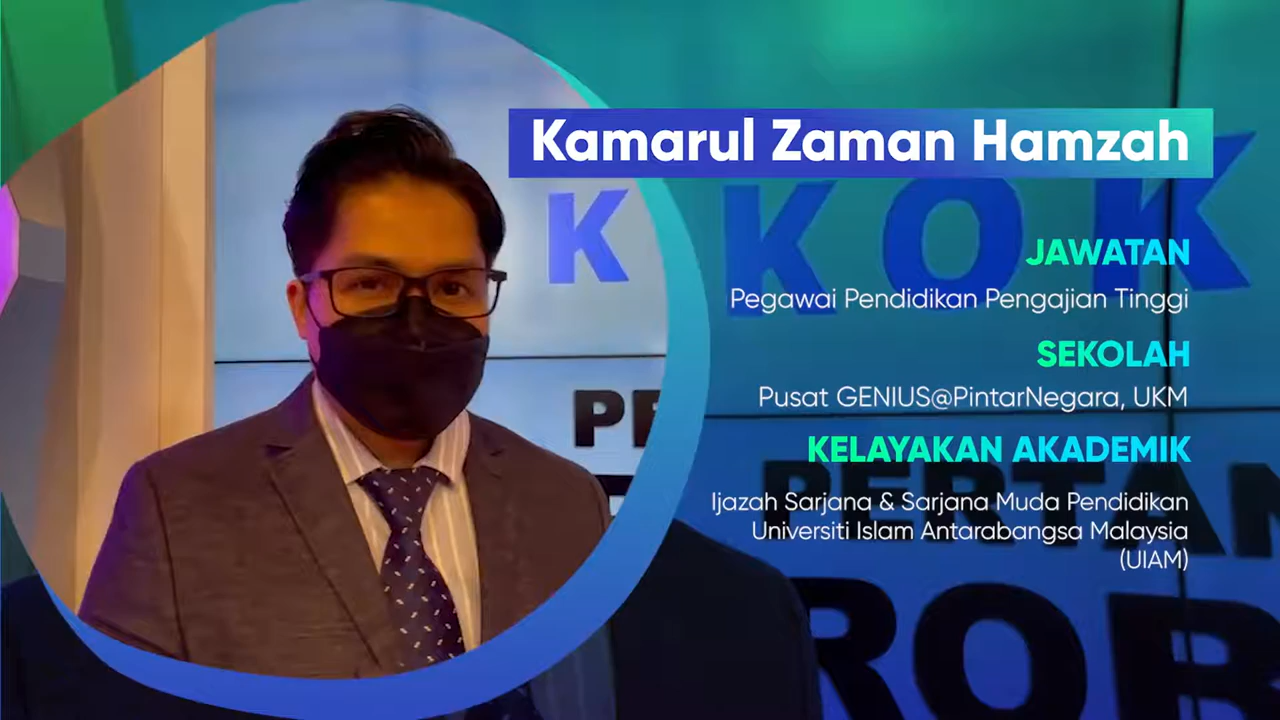 Kamarul Zaman Hamzah
K KOK
JAWATAN
Pegawai Pendidikan Pengajian Tinggi
SEKOLAH
Pusat GENIUS@PintarNegara, UKM
KELAYAKAN AKADEMIK
Ijazah Sarjana & Sarjana Muda Pendidikan
Universiti Islam Antarabangsa Malaysia
(UIAM)